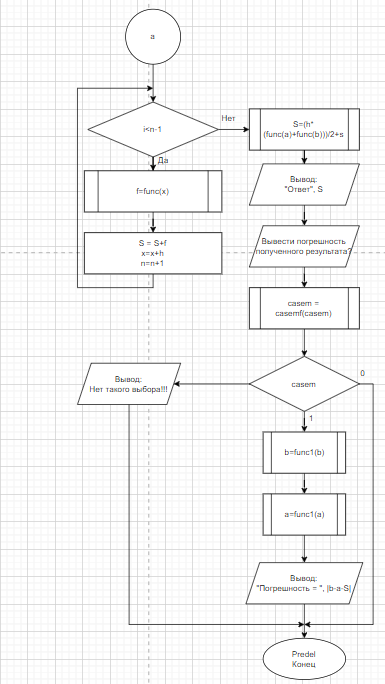 a
i<n-1
Нет
Да
S=(h*
(func(a)+func(b)))/2+s
f=func(x)
Вывод:
"Ответ", S
S = S+f
x=x+h
n=n+1
Вывести погрешность
полученного результата?
casem =
casemf(casem)
casem
0
1
Вывод:
Нет такого выбора!!!
b=func1(b)
a=func1(a)
Вывод:
"Погрешность = ", |b-a-S|
Predel
Конец